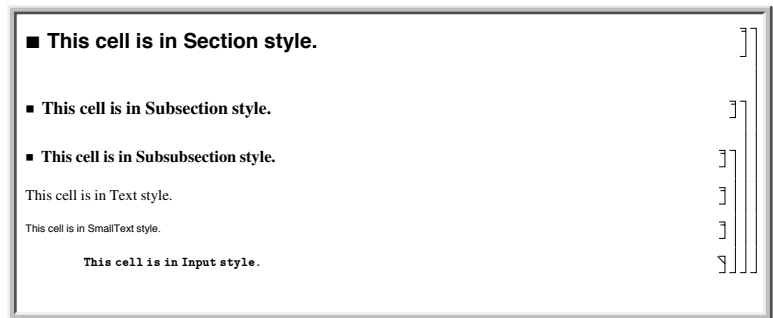 ■ This cell is in Section style.
■ This cell is in Subsection style.
■ This cell is in Subsubsection style.
This cell is in Text style.
This cell is in SmallText style.
This cell is in Input style.